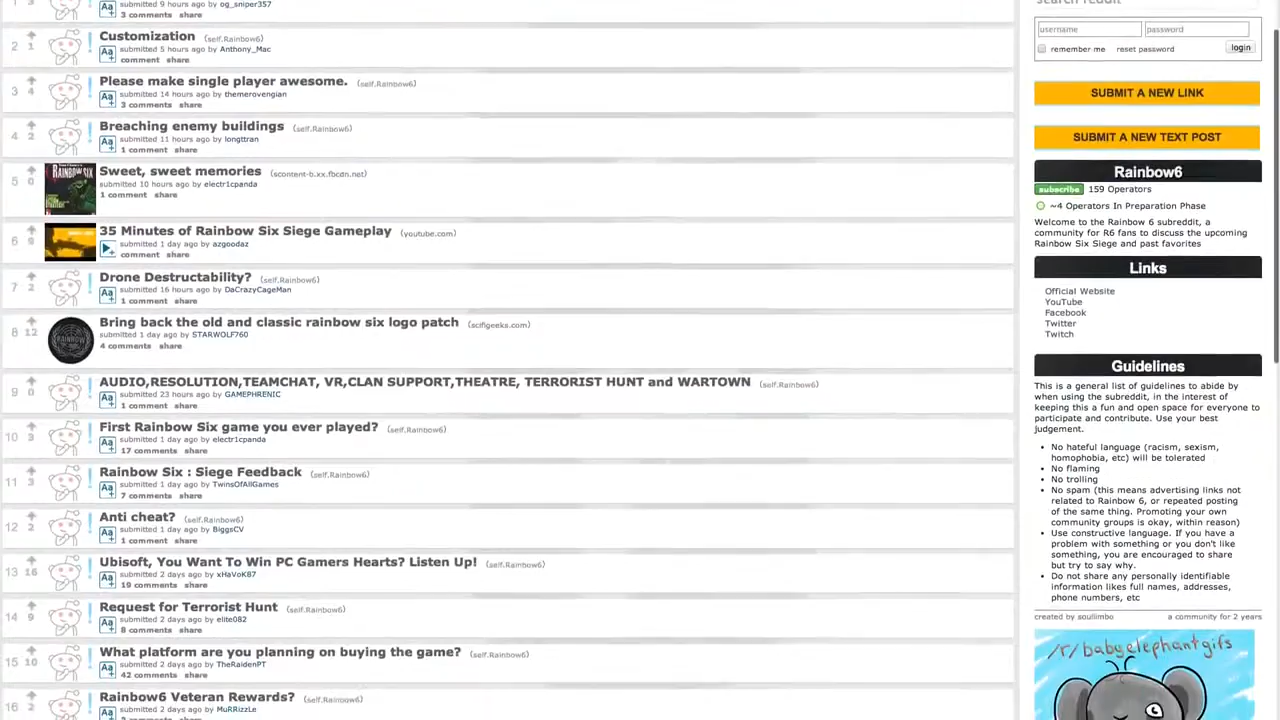 submitted 9 hours ago by og_sniper357
3 comments share
2 1 Customization (self.Rainbow6)
submitted 5 hours ago by Anthony_Mac
comment share
3 4 Please make single player awesome. (self.Rainbow6)
submitted 14 hours ago by themerovengian
3 comments share
4 2 Breaching enemy buildings (self.Rainbow6)
submitted 11 hours ago by longttran
1 comment share
5 0 Sweet, sweet memories (scontent-b.xx.fbcdn.net)
submitted 10 hours ago by electr1cpanda
1 comment share
6 9 35 Minutes of Rainbow Six Siege Gameplay (youtube.com)
submitted 1 day ago by azgoodaz
comment share
Drone Destructability? (self.Rainbow6)
submitted 16 hours ago by DaCrazyCageMan
1 comment share
8 12 Bring back the old and classic rainbow six logo patch (scifigeeks.com)
submitted 1 day ago by STARWOLF760
4 comments share
0 AUDIO,RESOLUTION,TEAMCHAT, VR,CLAN SUPPORT,THEATRE, TERRORIST HUNT and WARTOWN (self.Rainbow6)
submitted 23 hours ago by GAMEPHRENIC
1 comment share
3 First Rainbow Six game you ever played? (self.Rainbow6)
submitted 1 day ago by electr1cpanda
17 comments share
11 3 Rainbow Six : Siege Feedback (self.Rainbow6)
submitted 1 day ago by TwinsOfAllGames
7 comments share
12 2 Anti cheat? (self.Rainbow6)
submitted 1 day ago by BiggsCV
1 comment share
13 16 Ubisoft, You Want To Win PC Gamers Hearts? Listen Up! (self.Rainbow6)
submitted 2 days ago by xHaVoK87
19 comments share
14 9 Request for Terrorist Hunt (self.Rainbow6)
submitted 2 days ago by elite082
8 comments share
15 10 What platform are you planning on buying the game? (self.Rainbow6)
submitted 2 days ago by TheRaidenPT
42 comments share
16 Rainbow6 Veteran Rewards? (self.Rainbow6)
submitted 2 days ago by MuRRizzLe
comments share
search reddit
username password
remember me reset password login
SUBMIT A NEW LINK
SUBMIT A NEW TEXT POST
Rainbow6
subscribe 159 Operators
~4 Operators In Preparation Phase
Welcome to the Rainbow 6 subreddit, a
community for R6 fans to discuss the upcoming
Rainbow Six Siege and past favorites
Links
Official Website
YouTube
Facebook
Twitter
Twitch
Guidelines
This is a general list of guidelines to abide by
when using the subreddit, in the interest of
keeping this a fun and open space for everyone to
participate and contribute. Use your best
judgement.
No hateful language (racism, sexism,
homophobia, etc) will be tolerated
No flaming
No trolling
No spam (this means advertising links not
related to Rainbow 6, or repeated posting
of the same thing. Promoting your own
community groups is okay, within reason)
Use constructive language. If you have a
problem with something or you don't like
something, you are encouraged to share
but try to say why.
Do not share any personally identifiable
information likes full names, addresses,
phone numbers, etc
created by soulimbo a community for 2 years
/r/babyelephantgifs